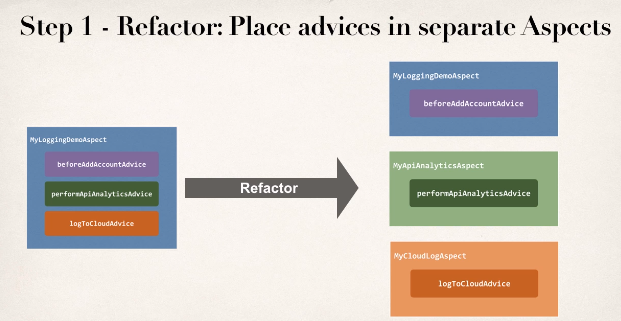 Step 1 - Refactor: Place advices in separate Aspects
MyLoggingDemoAspect
beforeAddAccountAdvice
performApiAnalyticsAdvice
logToCloudAdvice
Refactor
MyLoggingDemoAspect
beforeAddAccountAdvice
MyApiAnalyticsAspect
performApiAnalyticsAdvice
MyCloudLogAspect
logToCloudAdvice